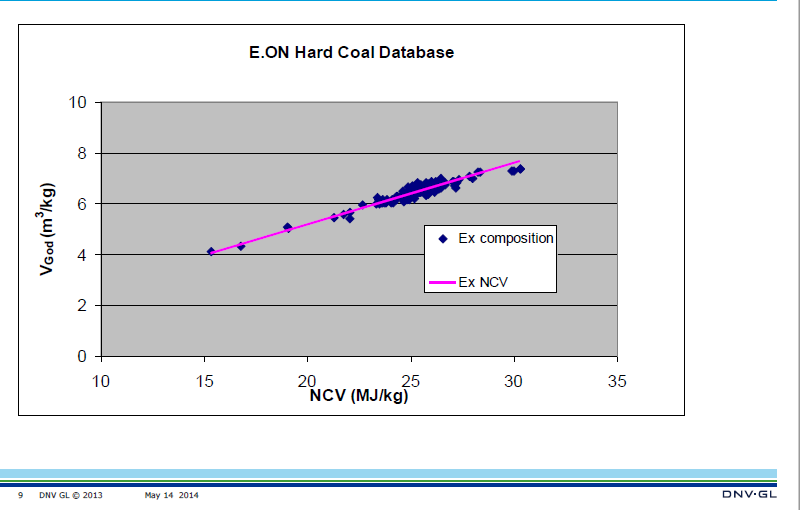 E.ON Hard Coal Database
10
8
6
4
2
0
V_God (m³/kg)
Ex composition
Ex NCV
10 15 20 25 30 35
NCV (MJ/kg)
9 DNV GL © 2013 May 14 2014 DNV·GL